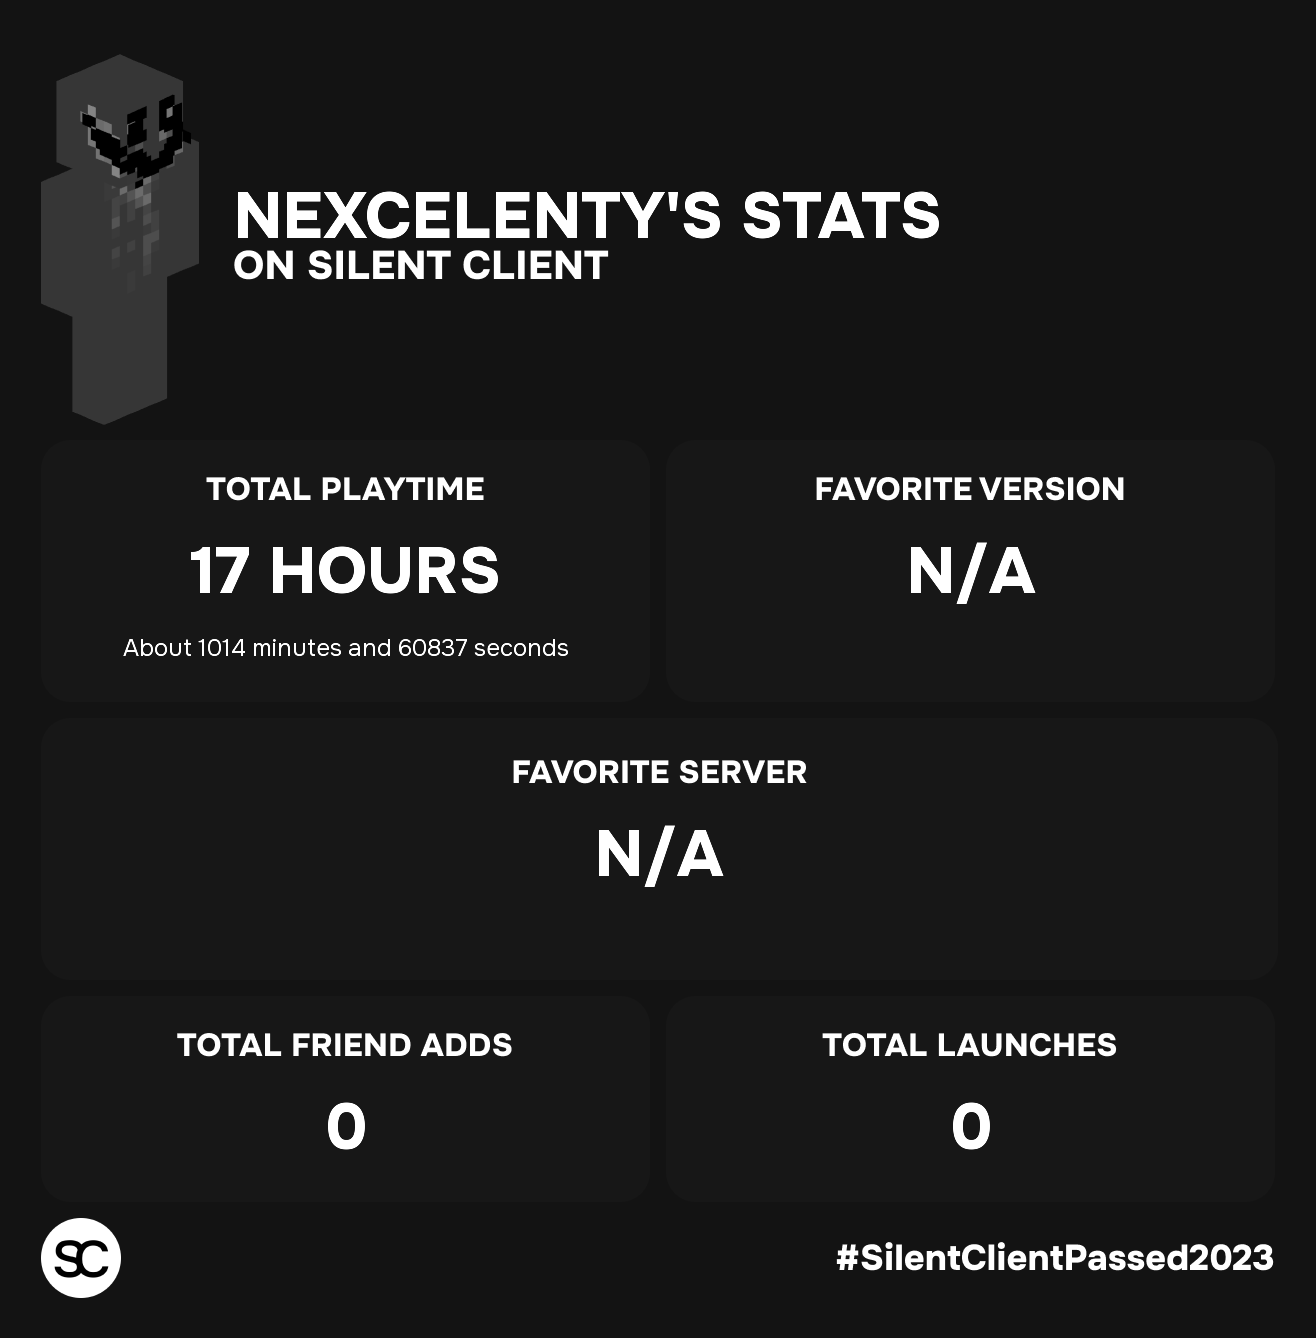 NEXCELENTY'S STATS
ON SILENT CLIENT
TOTAL PLAYTIME
17 HOURS
About 1014 minutes and 60837 seconds
FAVORITE VERSION
N/A
FAVORITE SERVER
N/A
TOTAL FRIEND ADDS
0
TOTAL LAUNCHES
0
SC
#SilentClientPassed2023